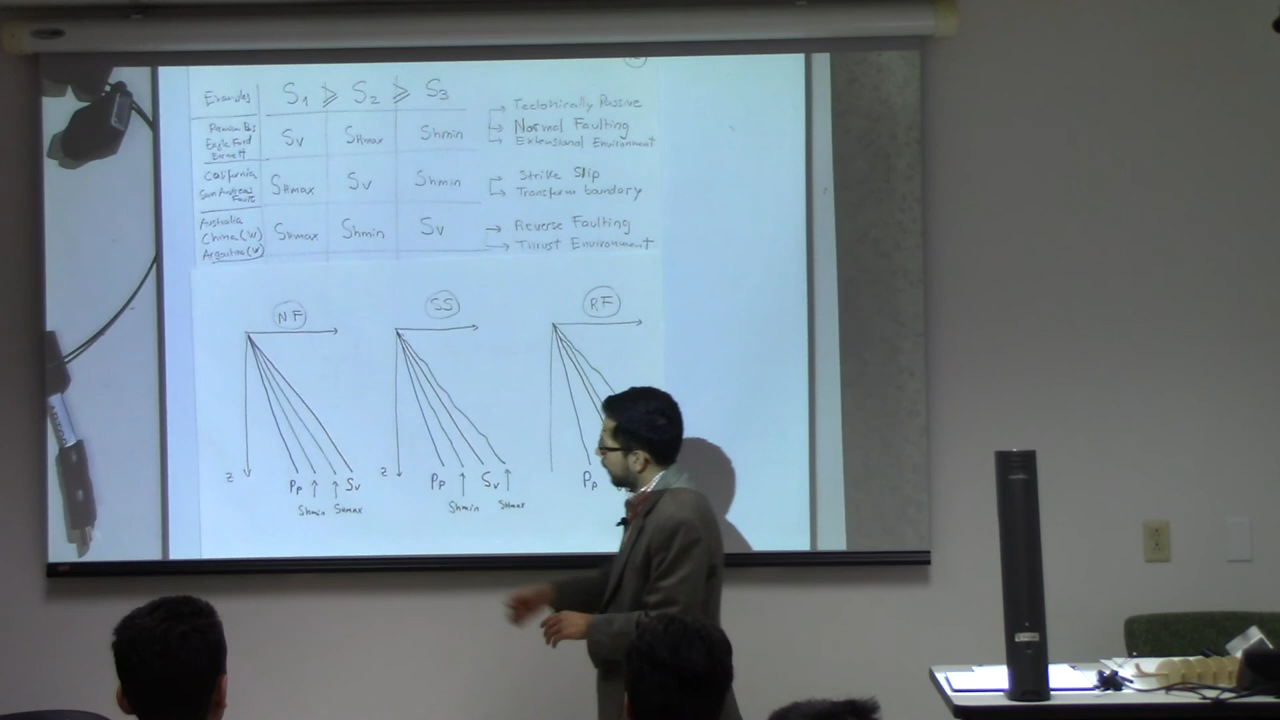 Examples S1 ⩾ S2 ⩾ S3
Permian Bas
Eagle Ford
Barnett
Sv SHmax Shmin
Tectonically Passive
Normal Faulting
Extensional Environment
California
San Andreas
Fault
SHmax Sv Shmin
Strike Slip
Transform boundary
Australia
China (W)
Argentina (W)
SHmax Shmin Sv
Reverse Faulting
Thrust Environment
NF SS RF
z Pp Sv z Pp Sv Pp
Shmin SHmax Shmin SHmax